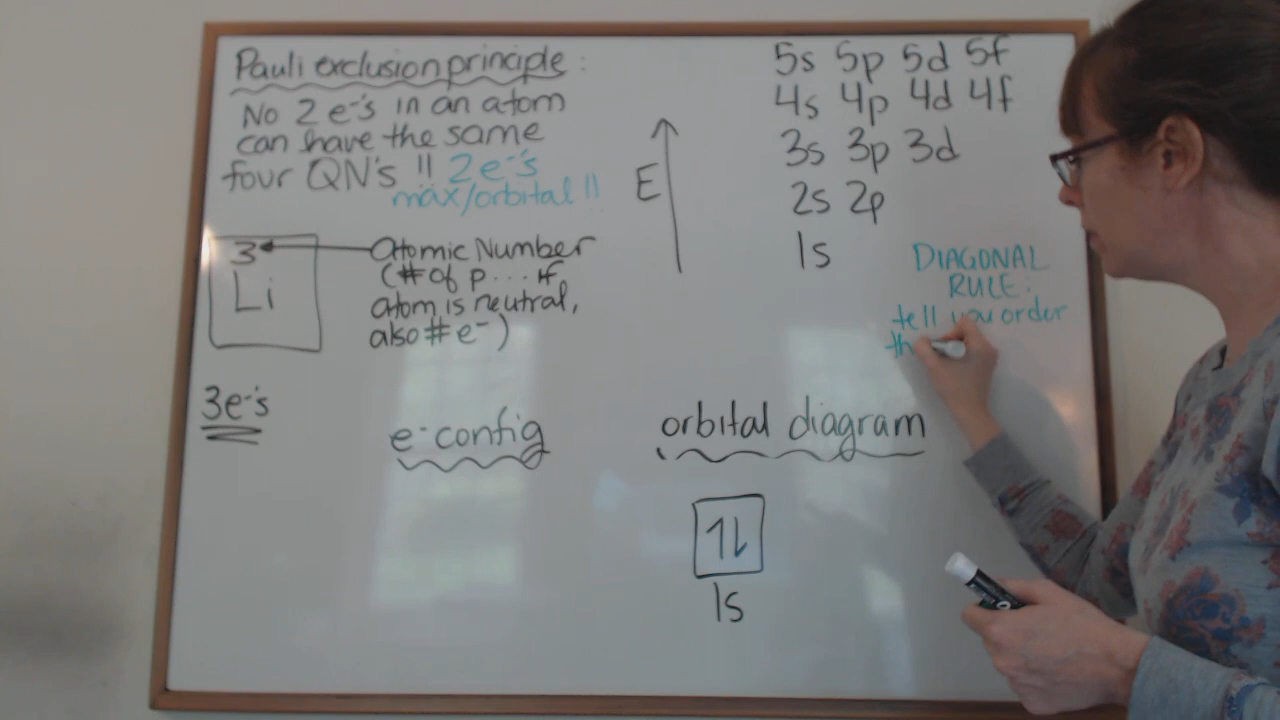 Pauli exclusion principle:
No 2 e-'s in an atom
can have the same
four QN's !! 2e-'s
max/orbital !!
5s 5p 5d 5f
4s 4p 4d 4f
3s 3p 3d
2s 2p
1s
E
3
Li
Atomic Number
(# of p... if
atom is neutral,
also # e-)
DIAGONAL
RULE:
tell you order
th
3e-'s
e- config
orbital diagram
↑↓
1s